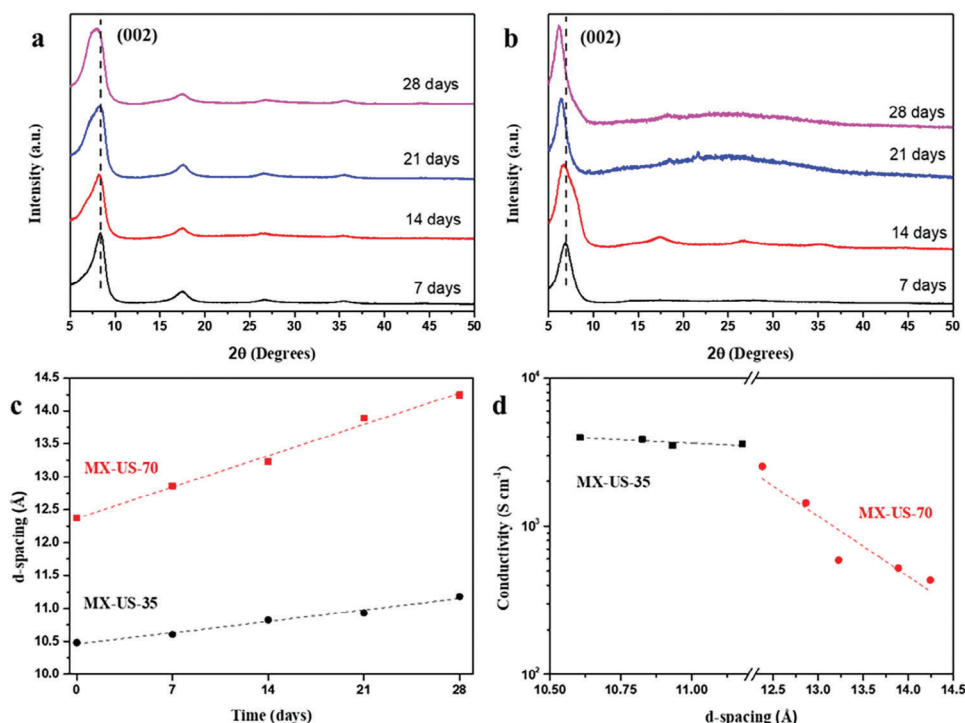 a
(002)
28 days
21 days
14 days
7 days
Intensity (a.u.)
5 10 15 20 25 30 35 40 45 50
2θ (Degrees)
b
(002)
28 days
21 days
14 days
7 days
Intensity (a.u.)
5 10 15 20 25 30 35 40 45 50
2θ (Degrees)
c
14.5
14.0
13.5
13.0
12.5
12.0
11.5
11.0
10.5
10.0
d-spacing (Å)
MX-US-70
MX-US-35
0 7 14 21 28
Time (days)
d
10⁴
10³
10²
Conductivity (S cm⁻¹)
MX-US-35
MX-US-70
10.50 10.75 11.00 12.5 13.0 13.5 14.0 14.5
d-spacing (Å)